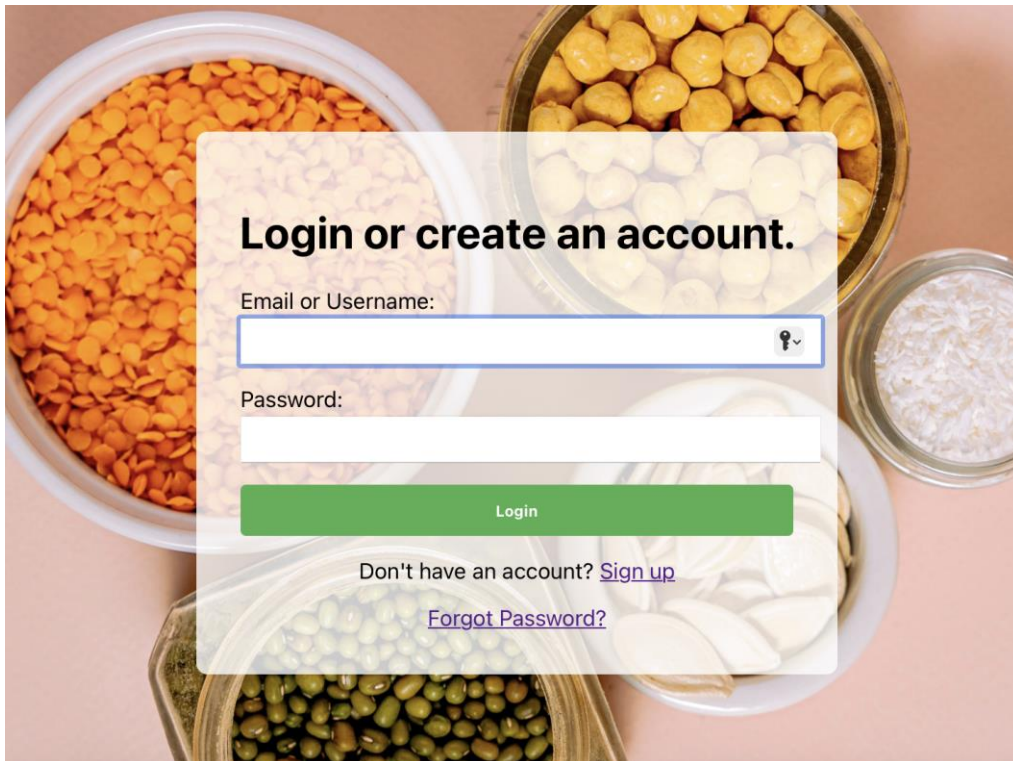 Login or create an account.
Email or Username:
Password:
Login
Don't have an account? Sign up
Forgot Password?